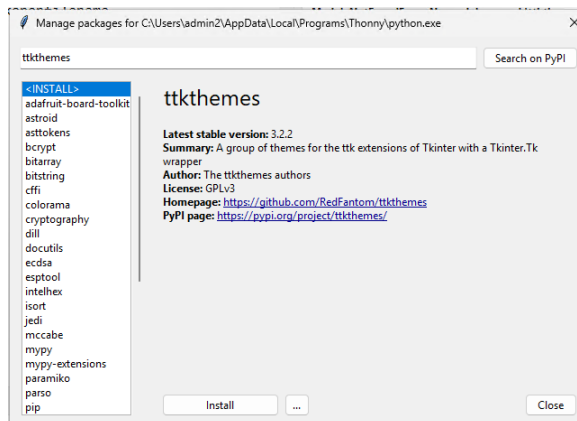 Manage packages for C:\Users\admin2\AppData\Local\Programs\Thonny\python.exe
ttkthemes
Search on PyPI
<INSTALL>
adafruit-board-toolkit
astroid
asttokens
bcrypt
bitarray
bitstring
cffi
colorama
cryptography
dill
docutils
ecdsa
esptool
intelhex
isort
jedi
mccabe
mypy
mypy-extensions
paramiko
parso
pip
ttkthemes
Latest stable version: 3.2.2
Summary: A group of themes for the ttk extensions of Tkinter with a Tkinter.Tk
wrapper
Author: The ttkthemes authors
License: GPLv3
Homepage: https://github.com/RedFantom/ttkthemes
PyPI page: https://pypi.org/project/ttkthemes/
Install
...
Close